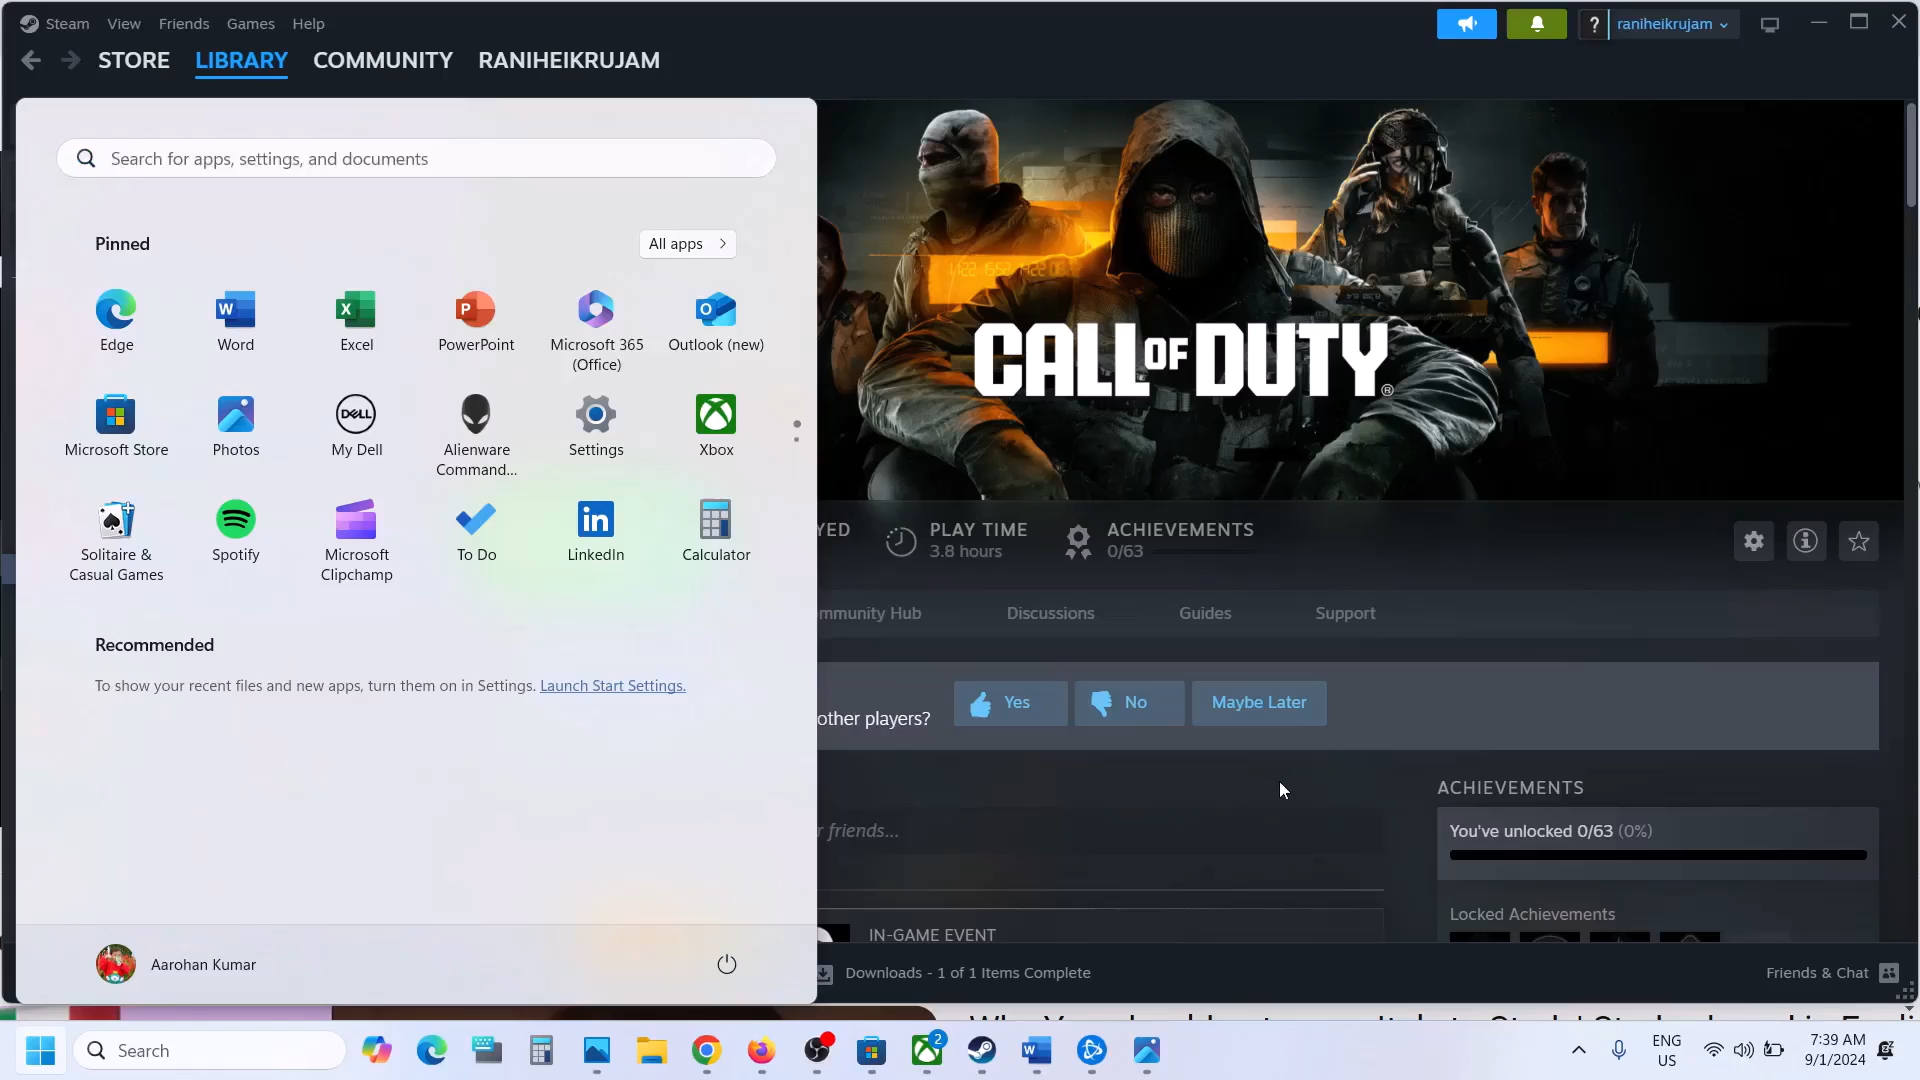 Steam View Friends Games Help
? raniheikrujam
STORE LIBRARY COMMUNITY RANIHEIKRUJAM
Search for apps, settings, and documents
Pinned
All apps
Edge
Word
Excel
PowerPoint
Microsoft 365
(Office)
Outlook (new)
Microsoft Store
Photos
DELL
My Dell
Alienware
Command...
Settings
Xbox
Solitaire &
Casual Games
Spotify
Microsoft
Clipchamp
To Do
LinkedIn
Calculator
Recommended
To show your recent files and new apps, turn them on in Settings. Launch Start Settings.
Aarohan Kumar
CALL OF DUTY®
YED
PLAY TIME
3.8 hours
ACHIEVEMENTS
0/63
mmunity Hub Discussions Guides Support
other players?
Yes
No
Maybe Later
r friends...
ACHIEVEMENTS
You've unlocked 0/63 (0%)
Locked Achievements
IN-GAME EVENT
Downloads - 1 of 1 Items Complete
Friends & Chat
Search
2
ENG
US
7:39 AM
9/1/2024